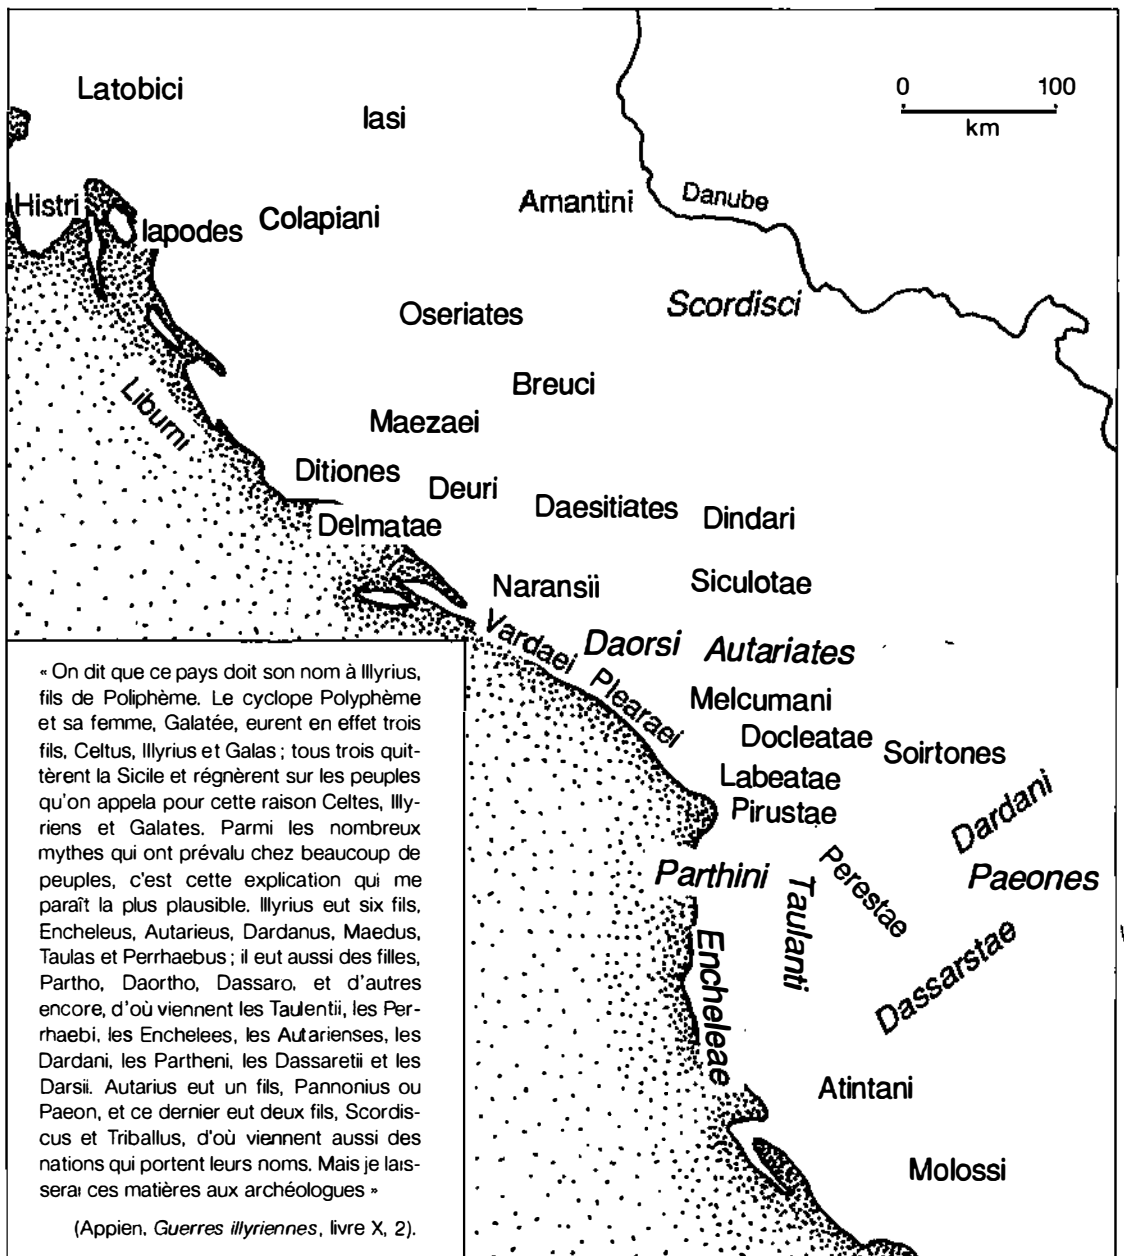 Latobici
Iasi
0 100
km
Histri
Iapodes
Colapiani
Amantini
Danube
Oseriates
Scordisci
Breuci
Liburni
Maezaei
Ditiones
Deuri
Daesitiates
Dindari
Delmatae
Naransii
Siculotae
Vardaei
Daorsi
Autariates
Plearaei
Melcumani
Docleatae
Soirtones
Labeatae
Pirustae
Dardani
Parthini
Taulanti
Perestae
Paeones
Encheleae
Dassarstae
Atintani
Molossi
« On dit que ce pays doit son nom à Illyrius,
fils de Poliphème. Le cyclope Polyphème
et sa femme, Galatée, eurent en effet trois
fils, Celtus, Illyrius et Galas ; tous trois quit-
tèrent la Sicile et régnèrent sur les peuples
qu'on appela pour cette raison Celtes, Illy-
riens et Galates. Parmi les nombreux
mythes qui ont prévalu chez beaucoup de
peuples, c'est cette explication qui me
paraît la plus plausible. Illyrius eut six fils,
Encheleus, Autarieus, Dardanus, Maedus,
Taulas et Perrhaebus ; il eut aussi des filles,
Partho, Daortho, Dassaro, et d'autres
encore, d'où viennent les Taulentii, les Per-
rhaebi, les Enchelees, les Autarienses, les
Dardani, les Partheni, les Dassaretii et les
Darsii. Autarius eut un fils, Pannonius ou
Paeon, et ce dernier eut deux fils, Scordis-
cus et Triballus, d'où viennent aussi des
nations qui portent leurs noms. Mais je lais-
serai ces matières aux archéologues »
(Appien, Guerres illyriennes, livre X, 2).